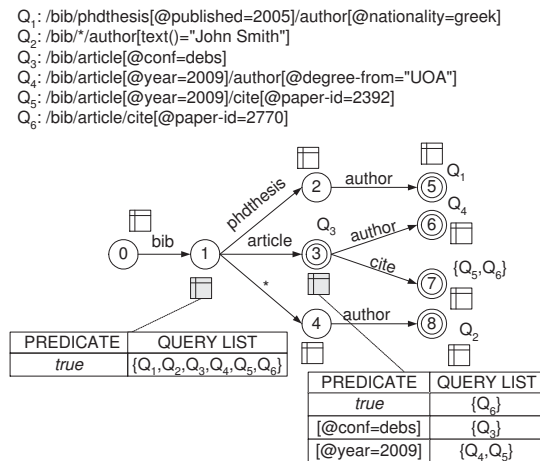 Q1: /bib/phdthesis[@published=2005]/author[@nationality=greek]
Q2: /bib/*/author[text()="John Smith"]
Q3: /bib/article[@conf=debs]
Q4: /bib/article[@year=2009]/author[@degree-from="UOA"]
Q5: /bib/article[@year=2009]/cite[@paper-id=2392]
Q6: /bib/article/cite[@paper-id=2770]
phdthesis
2
author
5
Q1
Q4
0
bib
1
article
Q3
3
author
6
cite
7
{Q5,Q6}
*
4
author
8
Q2
PREDICATE QUERY LIST
true {Q1,Q2,Q3,Q4,Q5,Q6}
PREDICATE QUERY LIST
true {Q6}
[@conf=debs] {Q3}
[@year=2009] {Q4,Q5}